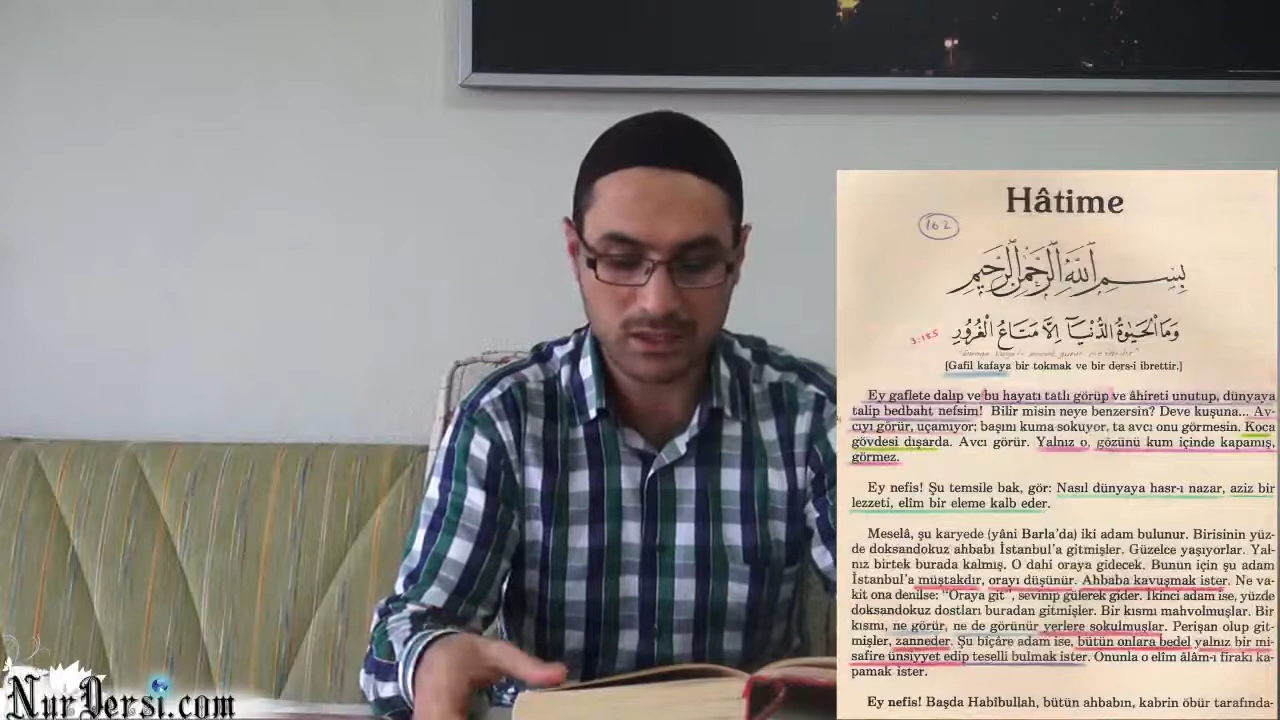 Hâtime
162
بِسْمِ اللّٰهِ الرَّحْمٰنِ الرَّحِيمِ
وَمَا الْحَيٰوةُ الدُّنْيَآ اِلَّا مَتَاعُ الْغُرُورِ
3:185
[Gafil kafaya bir tokmak ve bir ders-i ibrettir.]
Ey gaflete dalıp ve bu hayatı tatlı görüp ve âhireti unutup, dünyaya
talip bedbaht nefsim! Bilir misin neye benzersin? Deve kuşuna... Av-
cıyı görür, uçamıyor; başını kuma sokuyor, ta avcı onu görmesin. Koca
gövdesi dışarda. Avcı görür. Yalnız o, gözünü kum içinde kapamış,
görmez.
Ey nefis! Şu temsile bak, gör: Nasıl dünyaya hasr-ı nazar, aziz bir
lezzeti, elîm bir eleme kalb eder.
Meselâ, şu karyede (yâni Barla'da) iki adam bulunur. Birisinin yüz-
de doksandokuz ahbabı İstanbul'a gitmişler. Güzelce yaşıyorlar. Yal-
nız birtek burada kalmış. O dahi oraya gidecek. Bunun için şu adam
İstanbul'a müştakdır, orayı düşünür. Ahbaba kavuşmak ister. Ne va-
kit ona denilse: "Oraya git", sevinip gülerek gider. İkinci adam ise, yüzde
doksandokuz dostları buradan gitmişler. Bir kısmı mahvolmuşlar. Bir
kısmı, ne görür, ne de görünür yerlere sokulmuşlar. Perişan olup git-
mişler, zanneder. Şu bîçare adam ise, bütün onlara bedel yalnız bir mi-
safire ünsiyyet edip teselli bulmak ister. Onunla o elîm âlâm-ı firakı ka-
pamak ister.
Ey nefis! Başda Habîbullah, bütün ahbabın, kabrin öbür tarafında-
NurDersi.com